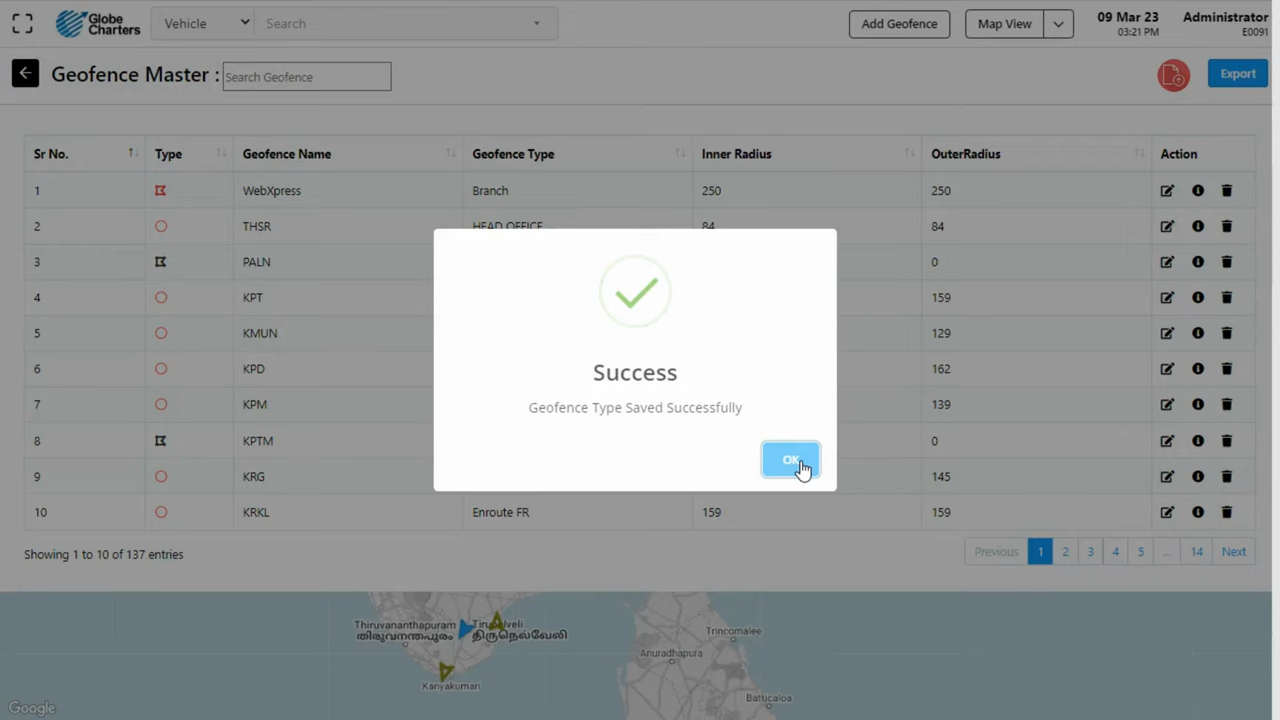 Globe Charters
Vehicle
Search
Add Geofence
Map View
09 Mar 23
03:21 PM
Administrator
E0091
Geofence Master :
Search Geofence
Export
Sr No. Type Geofence Name Geofence Type Inner Radius OuterRadius Action
1 WebXpress Branch 250 250
2 THSR HEAD OFFICE 84 84
3 PALN 0
4 KPT 159
5 KMUN 129
6 KPD 162
7 KPM 139
8 KPTM 0
9 KRG 145
10 KRKL Enroute FR 159 159
Success
Geofence Type Saved Successfully
OK
Showing 1 to 10 of 137 entries
Previous 1 2 3 4 5 ... 14 Next
Thiruvananthapuram
തിരുവനന്തപുരം
Tirunelveli
திருநெல்வேலி
Kanyakumari
Trincomalee
Anuradhapura
Batticaloa
Google